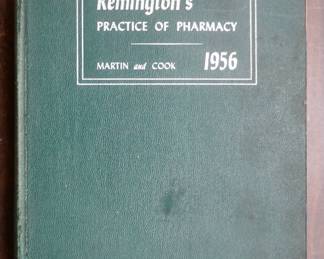 Remington's
PRACTICE OF PHARMACY
MARTIN and COOK 1956